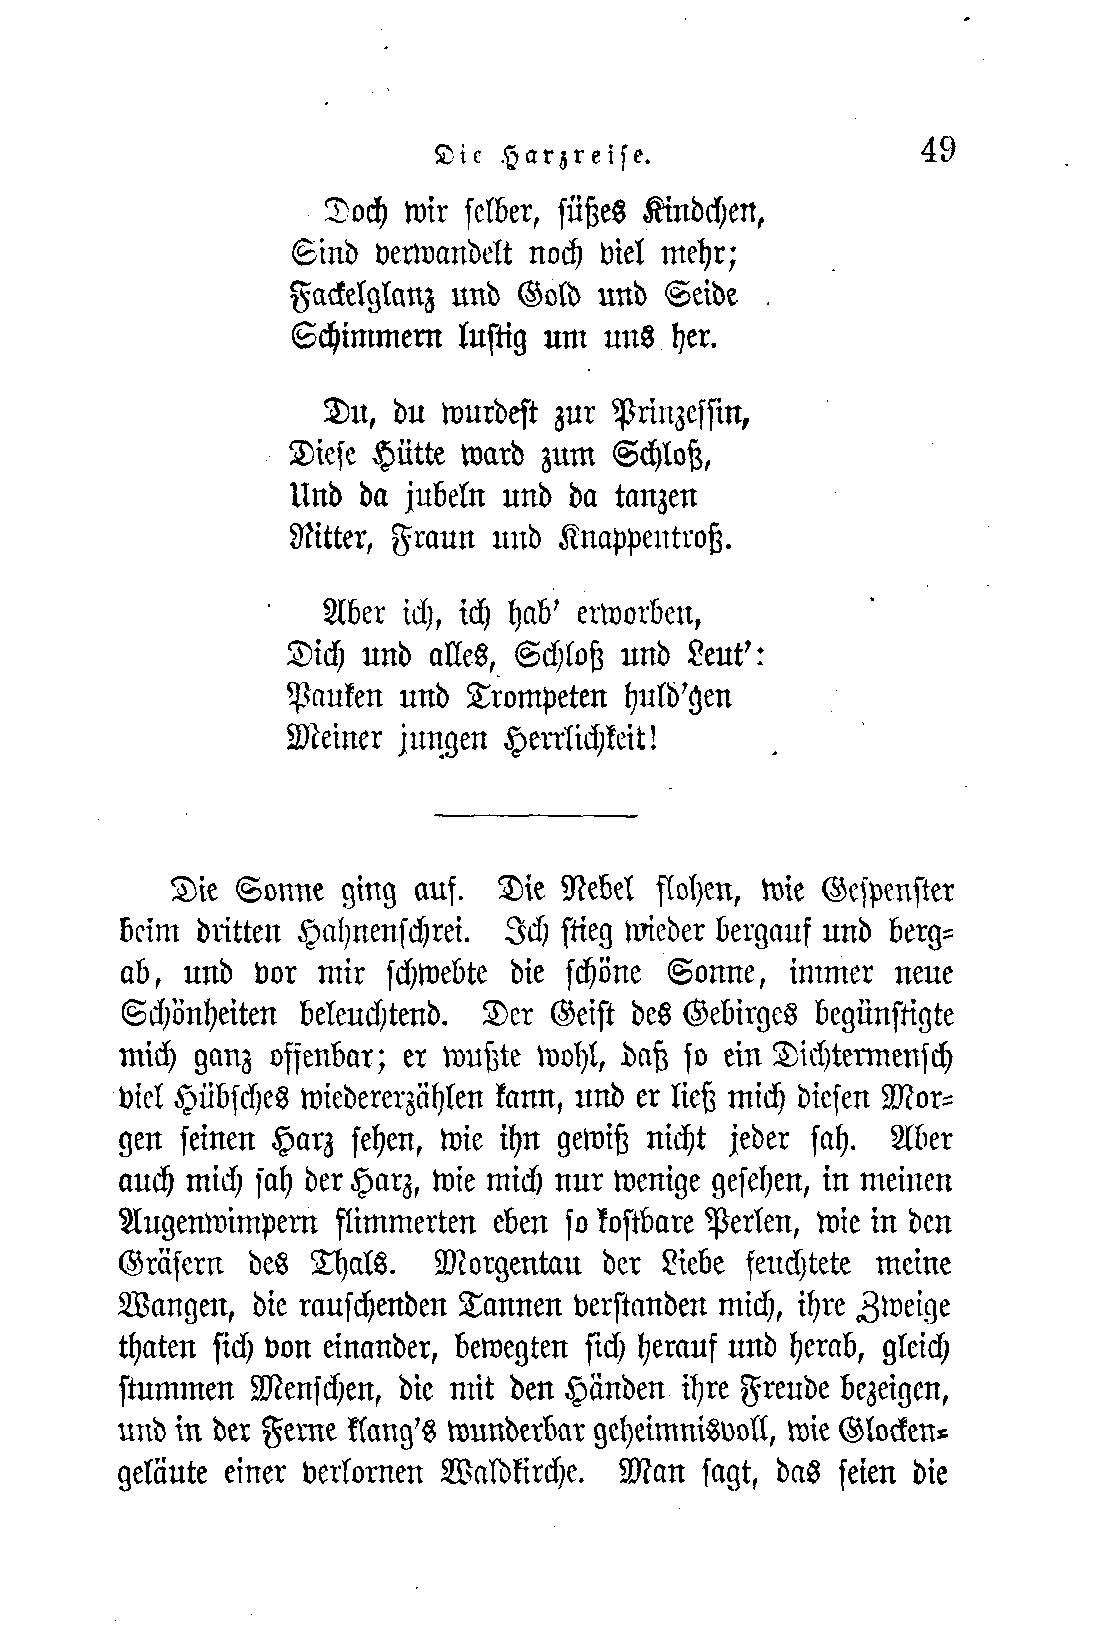 Die Harzreise. 49
Doch wir selber, süßes Kindchen,
Sind verwandelt noch viel mehr;
Fackelglanz und Gold und Seide
Schimmern lustig um uns her.
Du, du wurdest zur Prinzessin,
Diese Hütte ward zum Schloß,
Und da jubeln und da tanzen
Ritter, Fraun und Knappentroß.
Aber ich, ich hab' erworben,
Dich und alles, Schloß und Leut':
Pauken und Trompeten huld'gen
Meiner jungen Herrlichkeit!
Die Sonne ging auf. Die Nebel flohen, wie Gespenster
beim dritten Hahnenschrei. Ich stieg wieder bergauf und berg-
ab, und vor mir schwebte die schöne Sonne, immer neue
Schönheiten beleuchtend. Der Geist des Gebirges begünstigte
mich ganz offenbar; er wußte wohl, daß so ein Dichtermensch
viel Hübsches wiedererzählen kann, und er ließ mich diesen Mor-
gen seinen Harz sehen, wie ihn gewiß nicht jeder sah. Aber
auch mich sah der Harz, wie mich nur wenige gesehen, in meinen
Augenwimpern flimmerten eben so kostbare Perlen, wie in den
Gräsern des Thals. Morgentau der Liebe feuchtete meine
Wangen, die rauschenden Tannen verstanden mich, ihre Zweige
thaten sich von einander, bewegten sich herauf und herab, gleich
stummen Menschen, die mit den Händen ihre Freude bezeigen,
und in der Ferne klang's wunderbar geheimnisvoll, wie Glocken-
geläute einer verlornen Waldkirche. Man sagt, das seien die